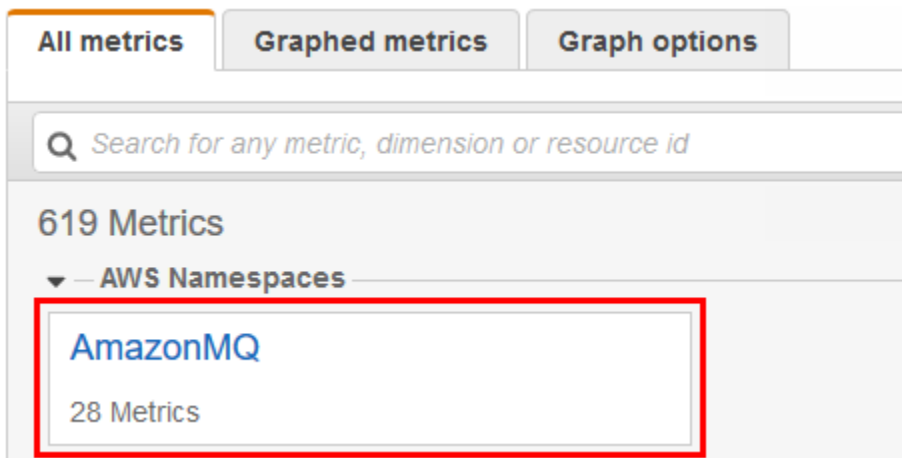 All metrics Graphed metrics Graph options
Search for any metric, dimension or resource id
619 Metrics
AWS Namespaces
AmazonMQ
28 Metrics